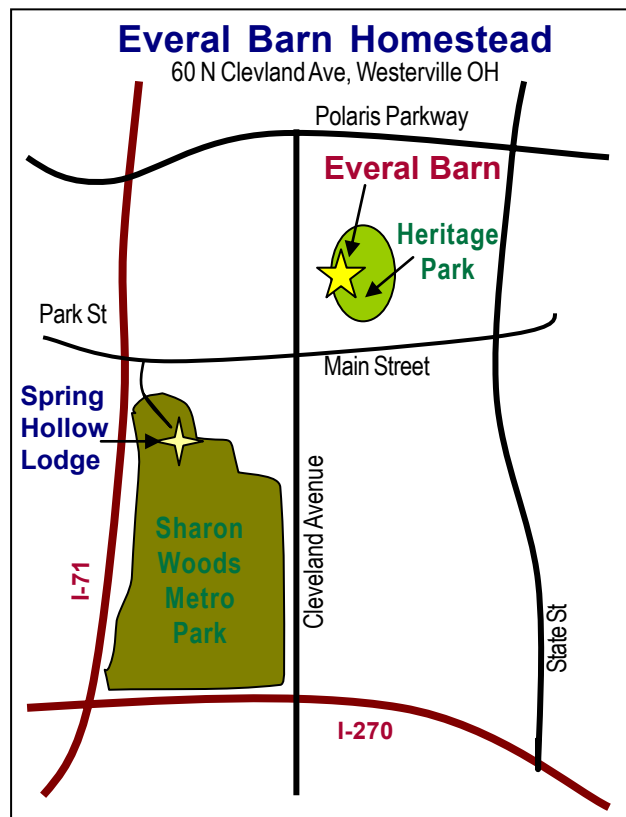 Everal Barn Homestead
60 N Clevland Ave, Westerville OH
Polaris Parkway
Everal Barn
Heritage
Park
Park St
Main Street
Spring
Hollow
Lodge
Sharon
Woods
Metro
Park
I-71
Cleveland Avenue
State St
I-270